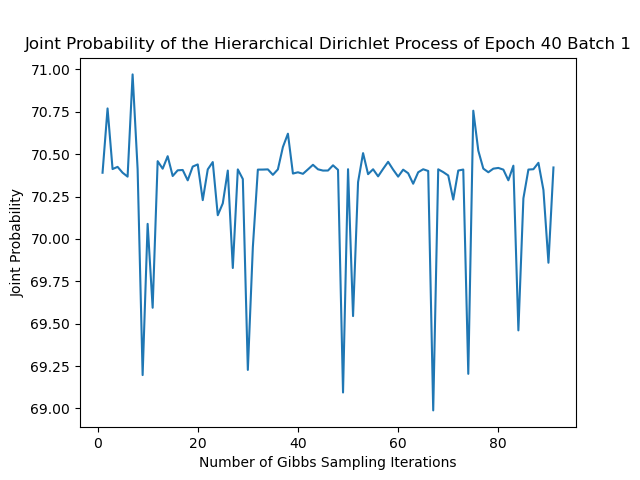 Joint Probability of the Hierarchical Dirichlet Process of Epoch 40 Batch 1
71.00
70.75
70.50
70.25
70.00
69.75
69.50
69.25
69.00
Joint Probability
0 20 40 60 80
Number of Gibbs Sampling Iterations